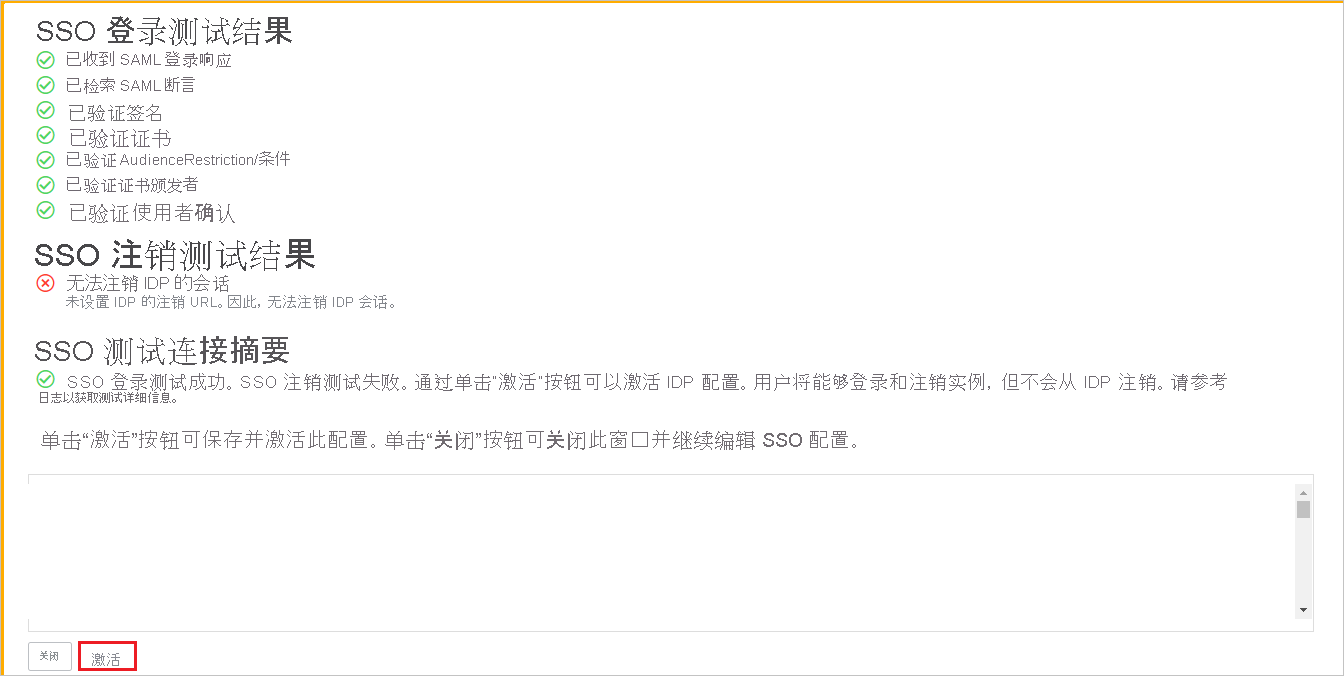 SSO 登录测试结果
已收到 SAML 登录响应
已检索 SAML 断言
已验证签名
已验证证书
已验证 AudienceRestriction/条件
已验证证书颁发者
已验证使用者确认
SSO 注销测试结果
无法注销 IDP 的会话
未设置 IDP 的注销 URL。因此, 无法注销 IDP 会话。
SSO 测试连接摘要
SSO 登录测试成功。SSO 注销测试失败。通过单击“激活”按钮可以激活 IDP 配置。用户将能够登录和注销实例, 但不会从 IDP 注销。请参考
日志以获取测试详细信息。
单击“激活”按钮可保存并激活此配置。单击“关闭”按钮可关闭此窗口并继续编辑 SSO 配置。
关闭 激活